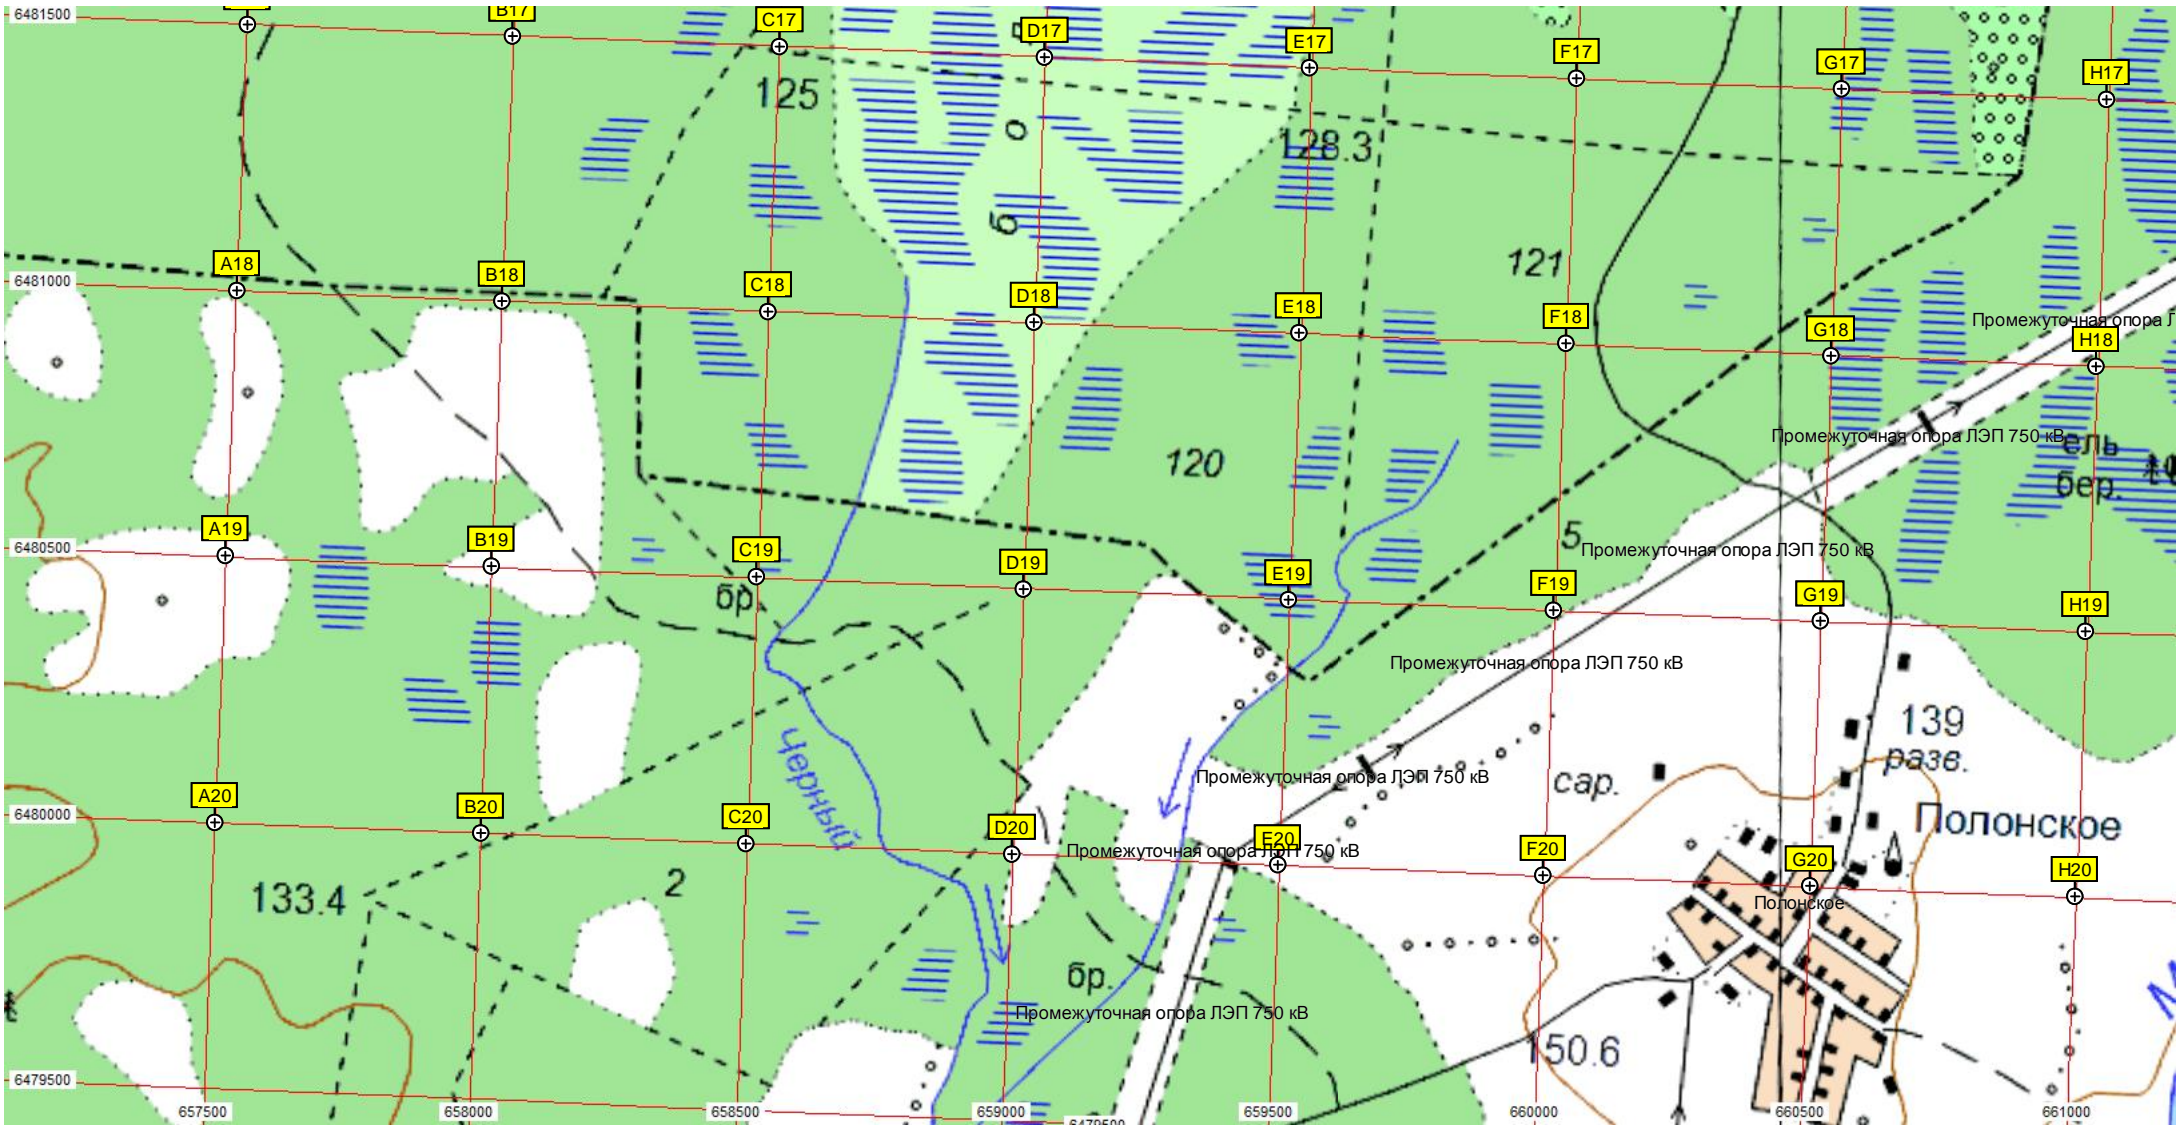 6481500
B17
C17
D17
E17
F17
G17
H17
125
о
128.3
б
121
6481000
A18
B18
C18
D18
E18
F18
G18
H18
Промежуточная опора Л
Промежуточная опора ЛЭП 750 кВ
ель
бер.
120
5
6480500
A19
B19
C19
D19
E19
F19
G19
H19
Промежуточная опора ЛЭП 750 кВ
бр.
Промежуточная опора ЛЭП 750 кВ
139
разв.
Черный
сар.
Промежуточная опора ЛЭП 750 кВ
Полонское
6480000
A20
B20
C20
D20
E20
F20
G20
H20
Промежуточная опора ЛЭП 750 кВ
133.4
2
Полонское
бр.
Промежуточная опора ЛЭП 750 кВ
150.6
6479500
657500
658000
658500
659000
659500
660000
660500
661000
6479500